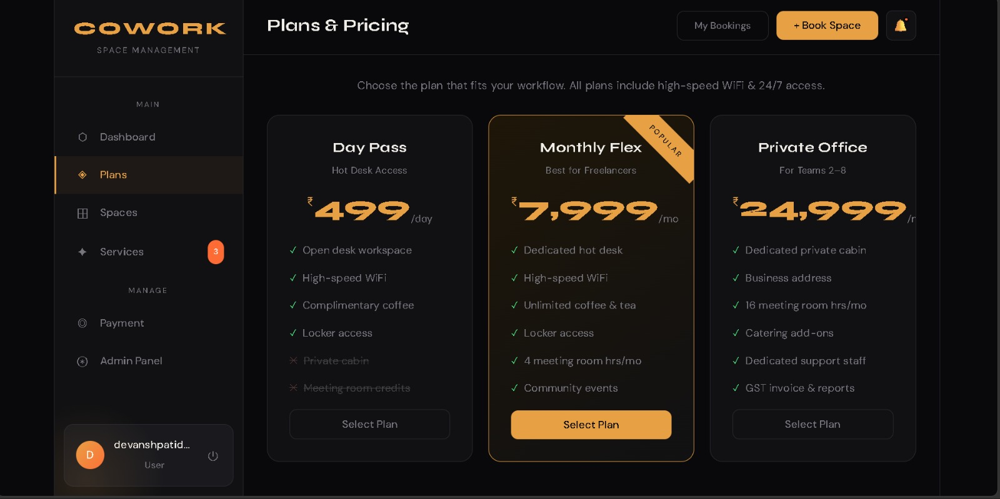 COWORK
SPACE MANAGEMENT
MAIN
Dashboard
Plans
Spaces
Services
3
MANAGE
Payment
Admin Panel
D
devanshpatid...
User
Plans & Pricing
My Bookings
+ Book Space
Choose the plan that fits your workflow. All plans include high-speed WiFi & 24/7 access.
Day Pass
Hot Desk Access
₹499/day
✓ Open desk workspace
✓ High-speed WiFi
✓ Complimentary coffee
✓ Locker access
✕ Private cabin
✕ Meeting room credits
Select Plan
POPULAR
Monthly Flex
Best for Freelancers
₹7,999/mo
✓ Dedicated hot desk
✓ High-speed WiFi
✓ Unlimited coffee & tea
✓ Locker access
✓ 4 meeting room hrs/mo
✓ Community events
Select Plan
Private Office
For Teams 2–8
₹24,999
✓ Dedicated private cabin
✓ Business address
✓ 16 meeting room hrs/mo
✓ Catering add-ons
✓ Dedicated support staff
✓ GST invoice & reports
Select Plan